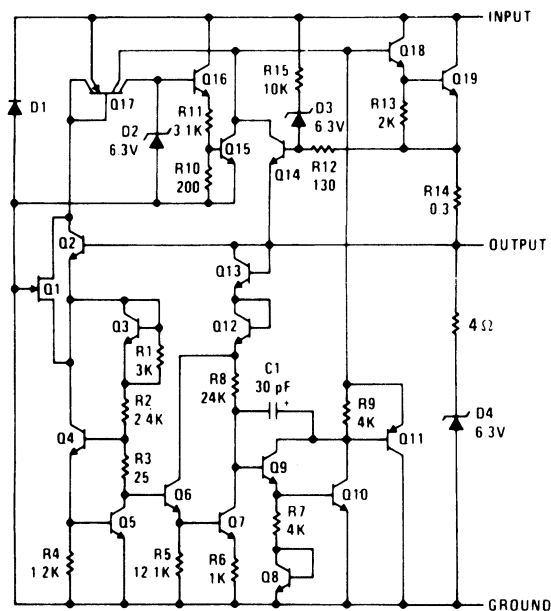 INPUT
Q18
Q19
Q16
Q17
R15
10K
D1
D2
6.3V
R11
3 1K
Q15
D3
6.3V
R13
2K
R10
200
Q14
R12
130
R14
0 3
Q2
OUTPUT
Q1
Q13
Q3
Q12
4 Ω
R1
3K
R8
24K
C1
30 pF
+
R2
2 4K
R9
4K
D4
6.3V
Q4
Q11
R3
25
Q9
Q6
Q10
Q5
Q7
R7
4K
R4
1 2K
R5
12 1K
R6
1K
Q8
GROUND